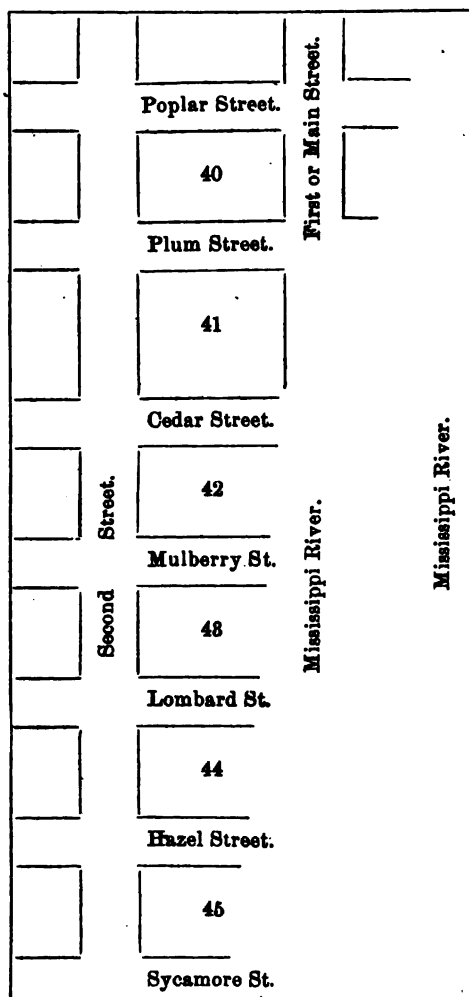 Poplar Street.
First or Main Street.
40
Plum Street.
41
Cedar Street.
42
Second Street.
Mulberry St.
Mississippi River.
Mississippi River.
43
Lombard St.
44
Hazel Street.
45
Sycamore St.